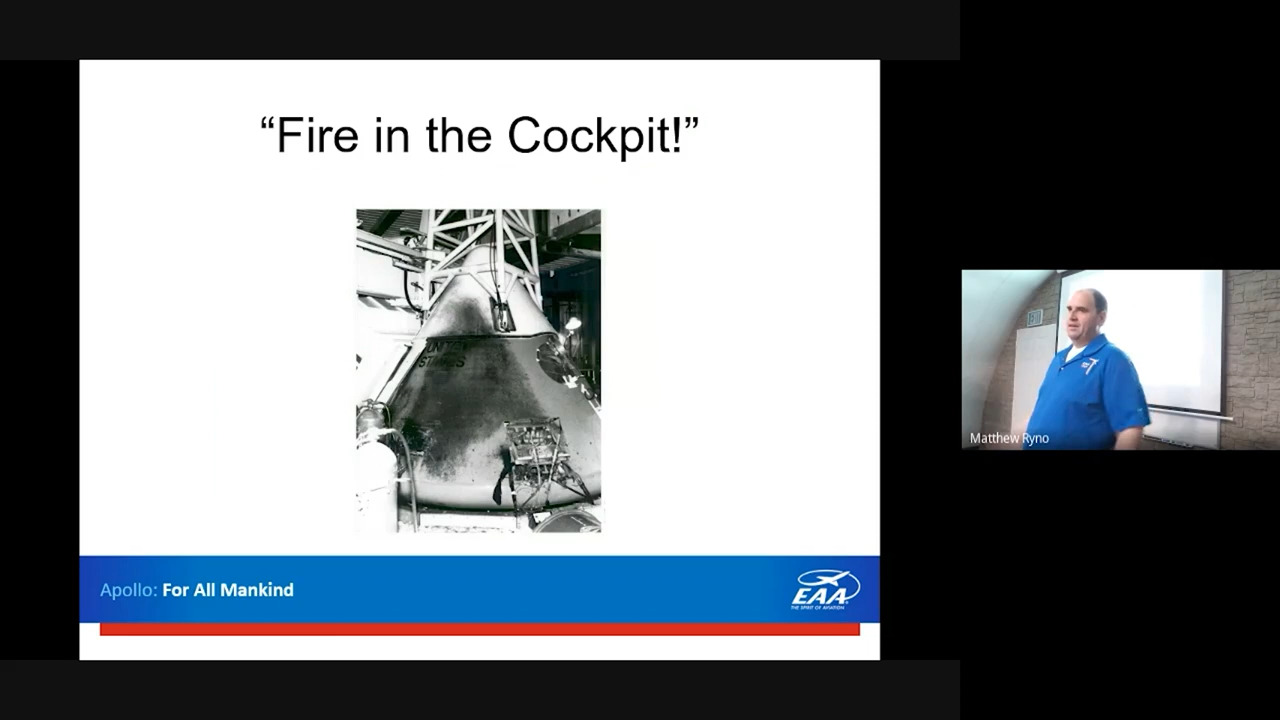 “Fire in the Cockpit!”
Apollo: For All Mankind
EAA
THE SPIRIT OF AVIATION
Matthew Ryno